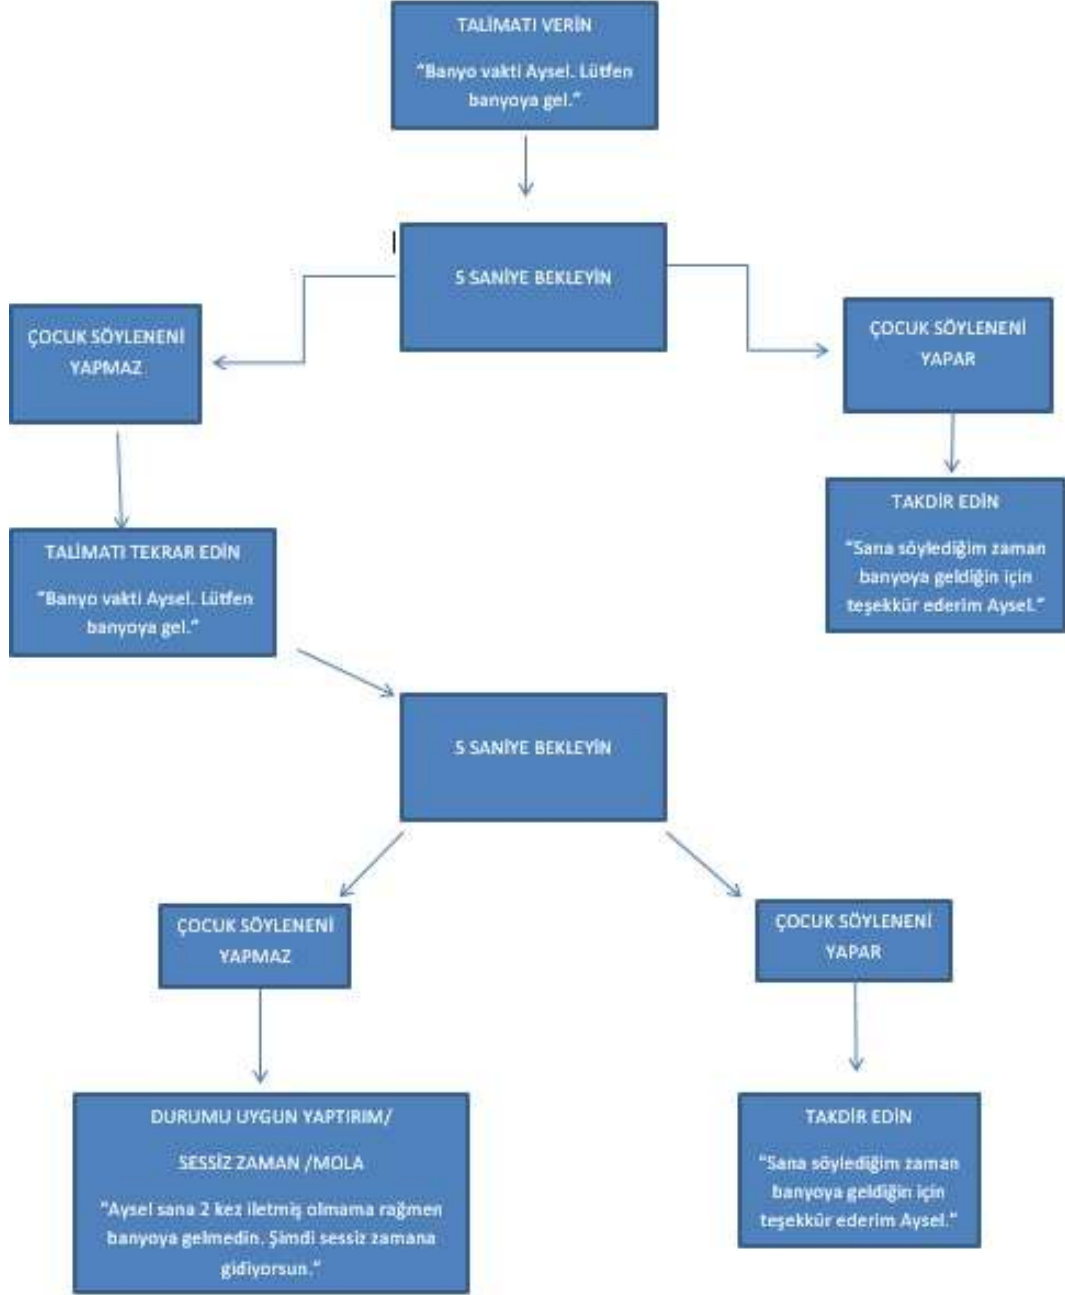 TALİMATI VERİN
“Banyo vakti Aysel. Lütfen
banyoya gel.”
5 SANİYE BEKLEYİN
ÇOCUK SÖYLENENİ
YAPMAZ
ÇOCUK SÖYLENENİ
YAPAR
TAKDİR EDİN
“Sana söylediğim zaman
banyoya geldiğin için
teşekkür ederim Aysel.”
TALİMATI TEKRAR EDİN
“Banyo vakti Aysel. Lütfen
banyoya gel.”
5 SANİYE BEKLEYİN
ÇOCUK SÖYLENENİ
YAPMAZ
ÇOCUK SÖYLENENİ
YAPAR
DURUMU UYGUN YAPTIRIM/
SESSİZ ZAMAN /MOLA
“Aysel sana 2 kez iletmiş olmama rağmen
banyoya gelmedin. Şimdi sessiz zamana
gidiyorsun.“
TAKDİR EDİN
“Sana söylediğim zaman
banyoya geldiğin için
teşekkür ederim Aysel.”